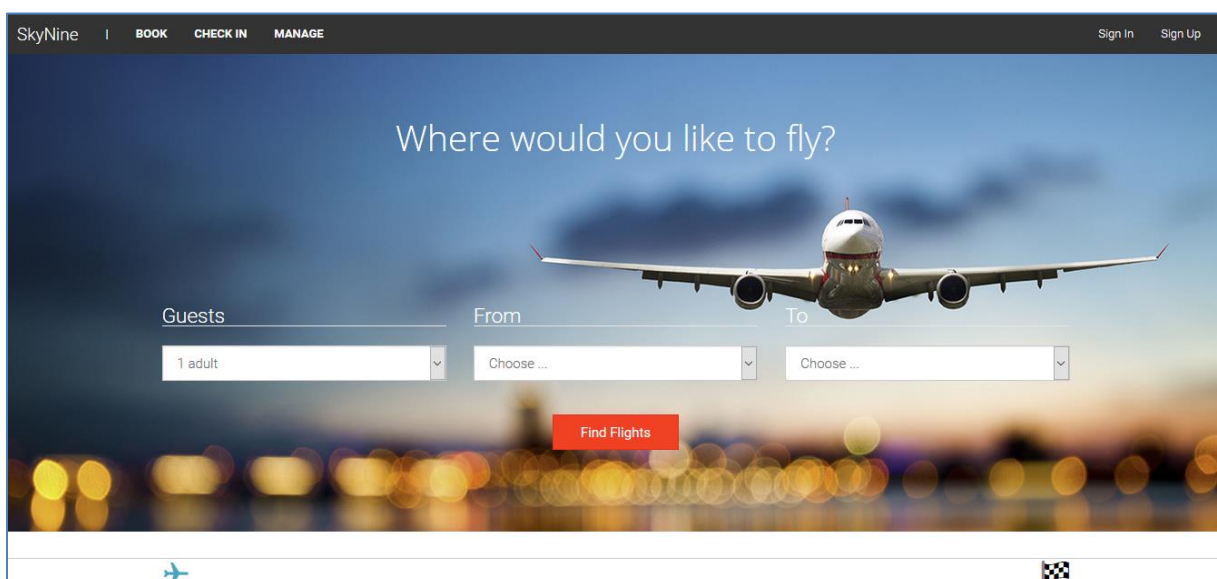 SkyNine | BOOK CHECK IN MANAGE Sign In Sign Up
Where would you like to fly?
Guests From To
1 adult Choose ... Choose ...
Find Flights